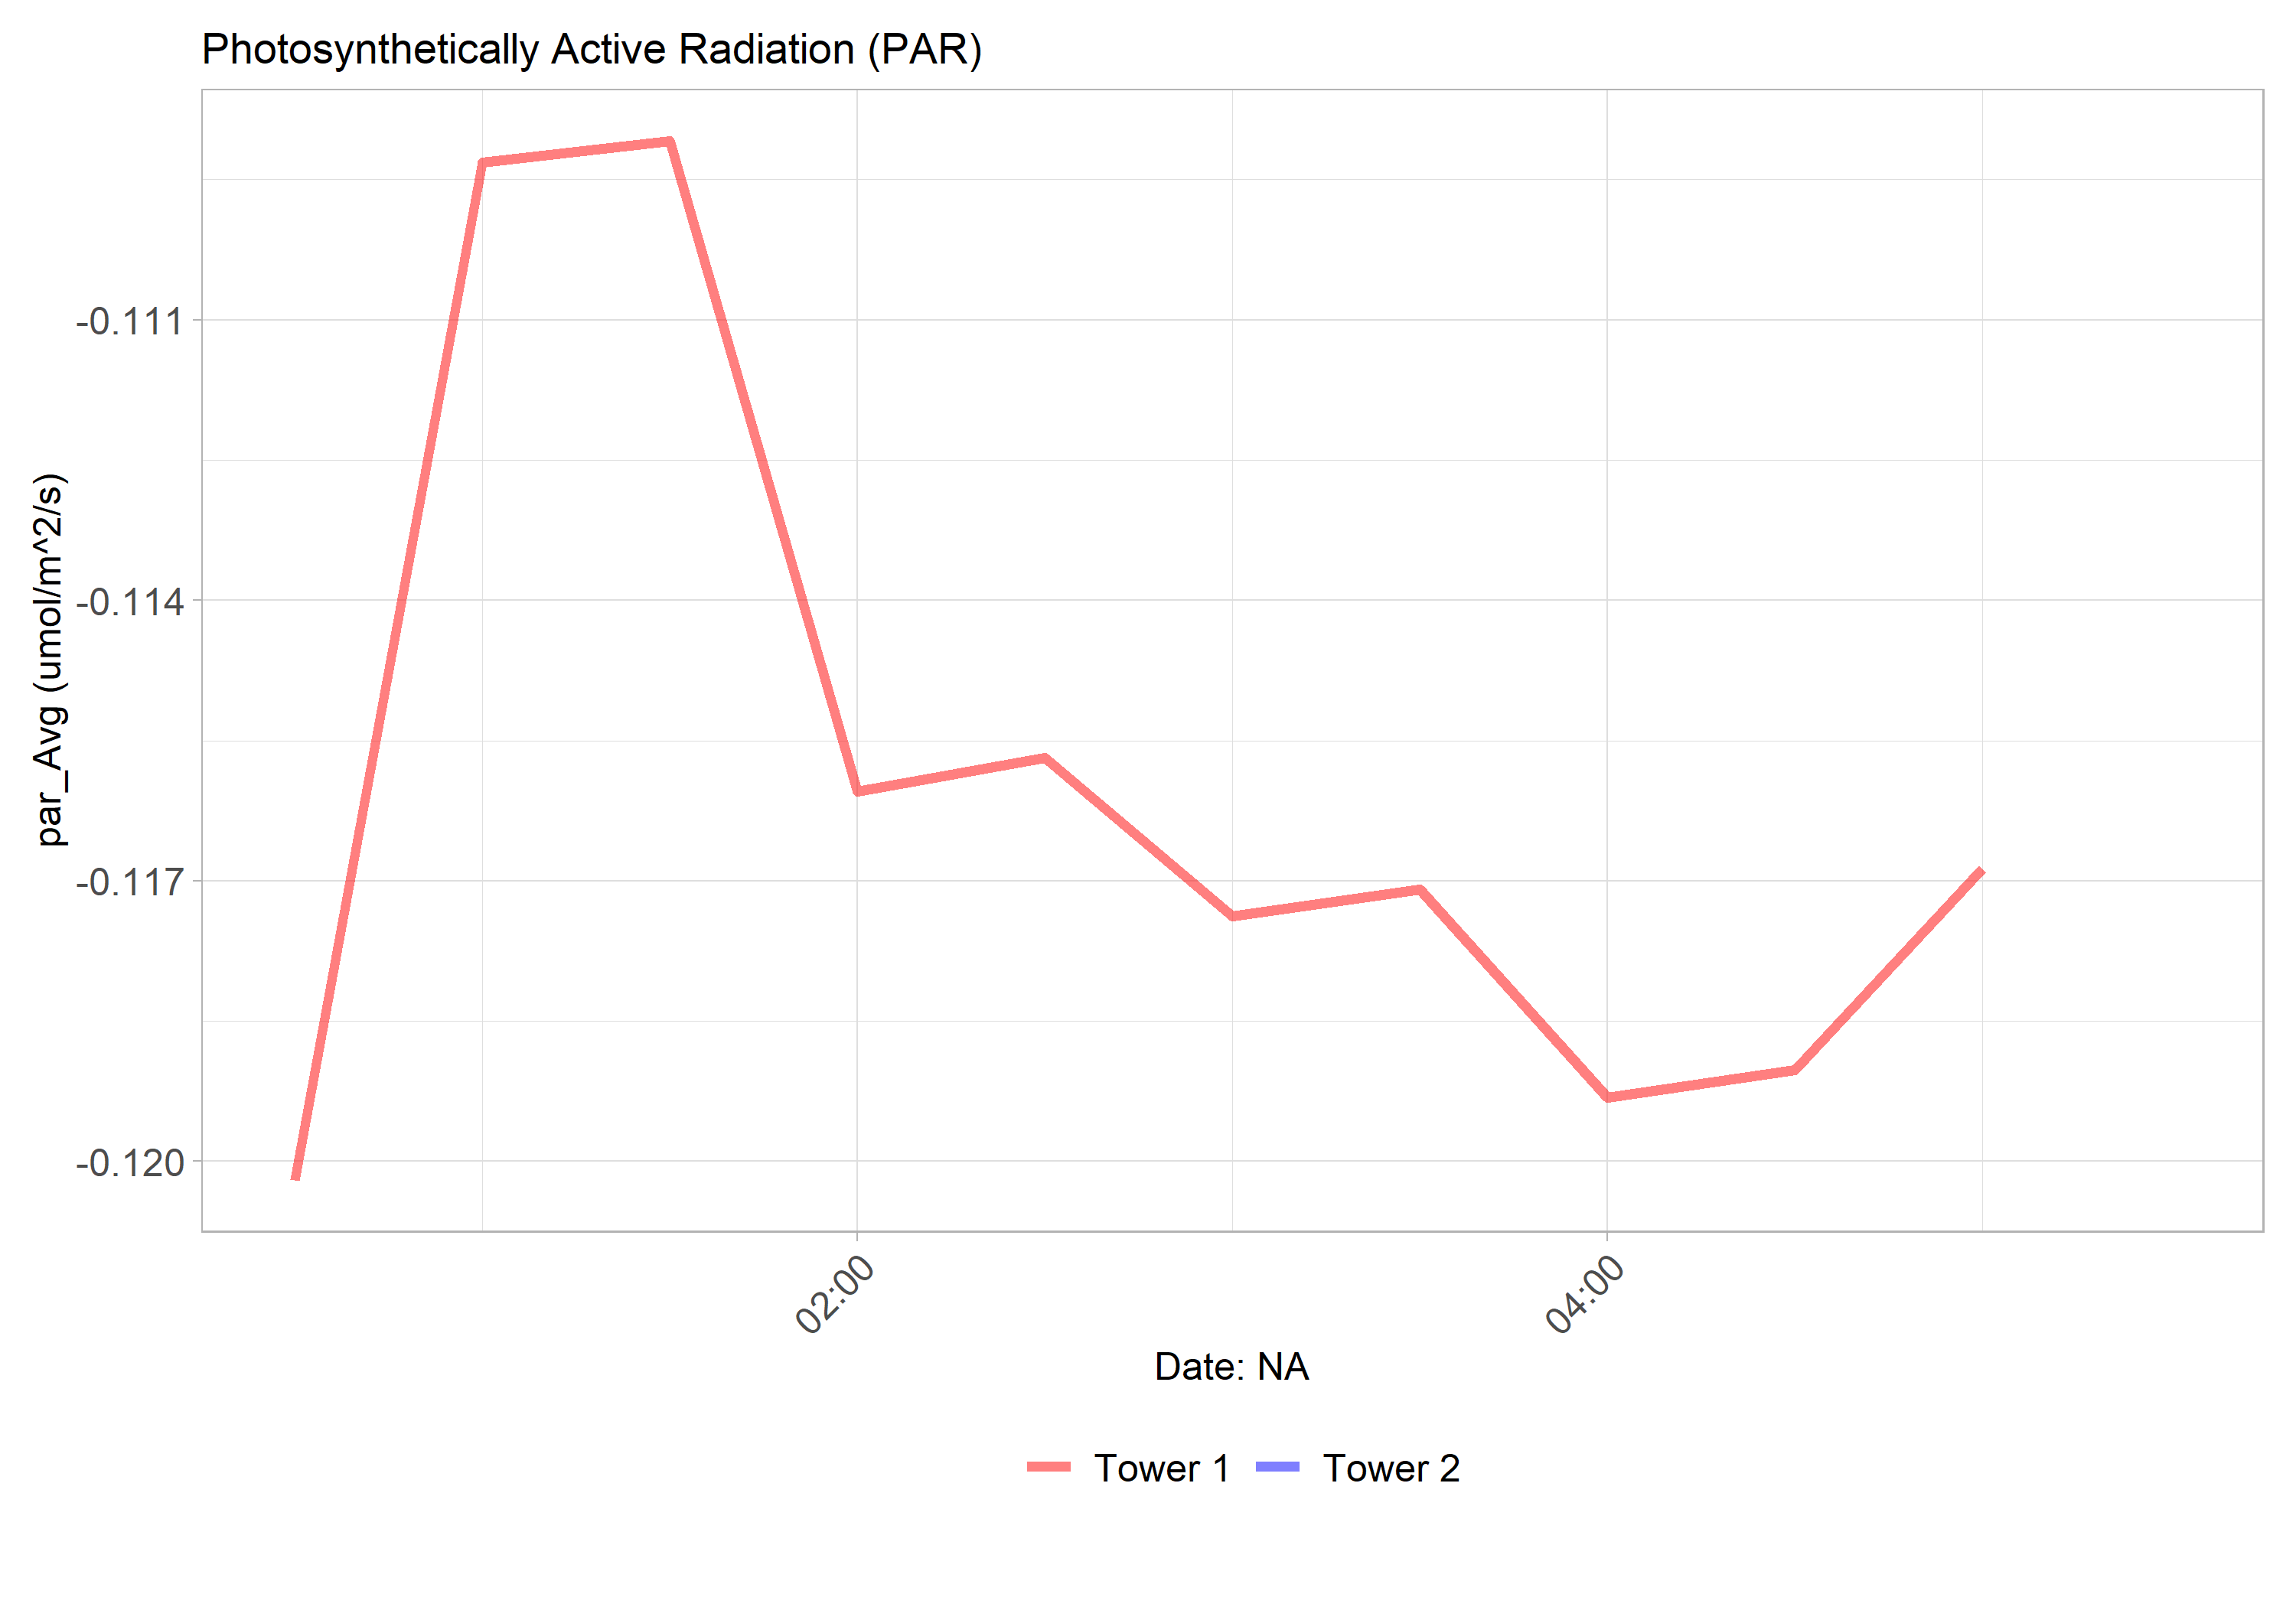 Photosynthetically Active Radiation (PAR)
par_Avg (umol/m^2/s)
-0.111
-0.114
-0.117
-0.120
02:00
04:00
Date: NA
Tower 1
Tower 2